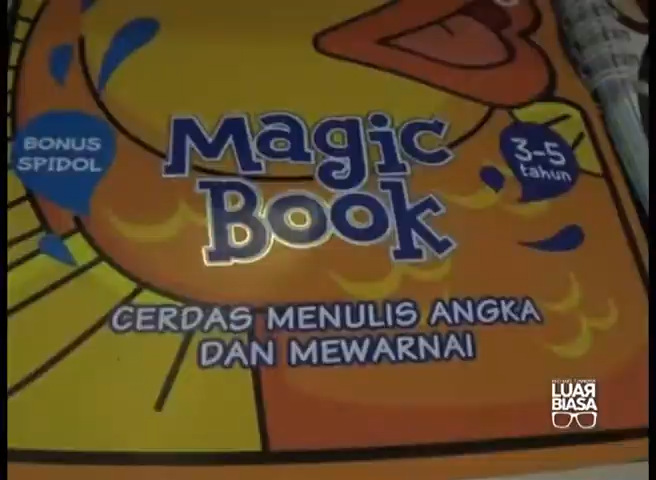 BONUS
SPIDOL
Magic
Book
3-5
tahun
CERDAS MENULIS ANGKA
DAN MEWARNAI
LUAR
BIASA